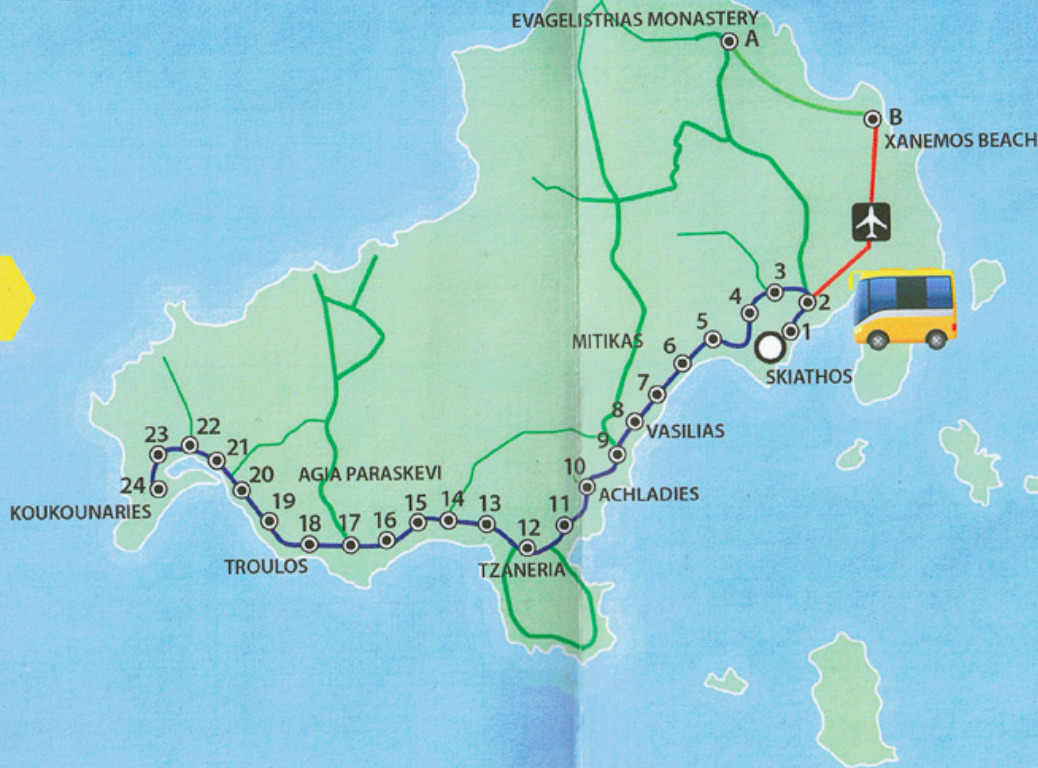 EVAGELISTRIAS MONASTERY
A
B
XANEMOS BEACH
3
2
4
1
5
MITIKAS
6
SKIATHOS
7
8
VASILIAS
9
22
23
21
10
20
AGIA PARASKEVI
24
ACHLADIES
KOUKOUNARIES
19
15
14
13
11
18
17
16
12
TROULOS
TZANERIA